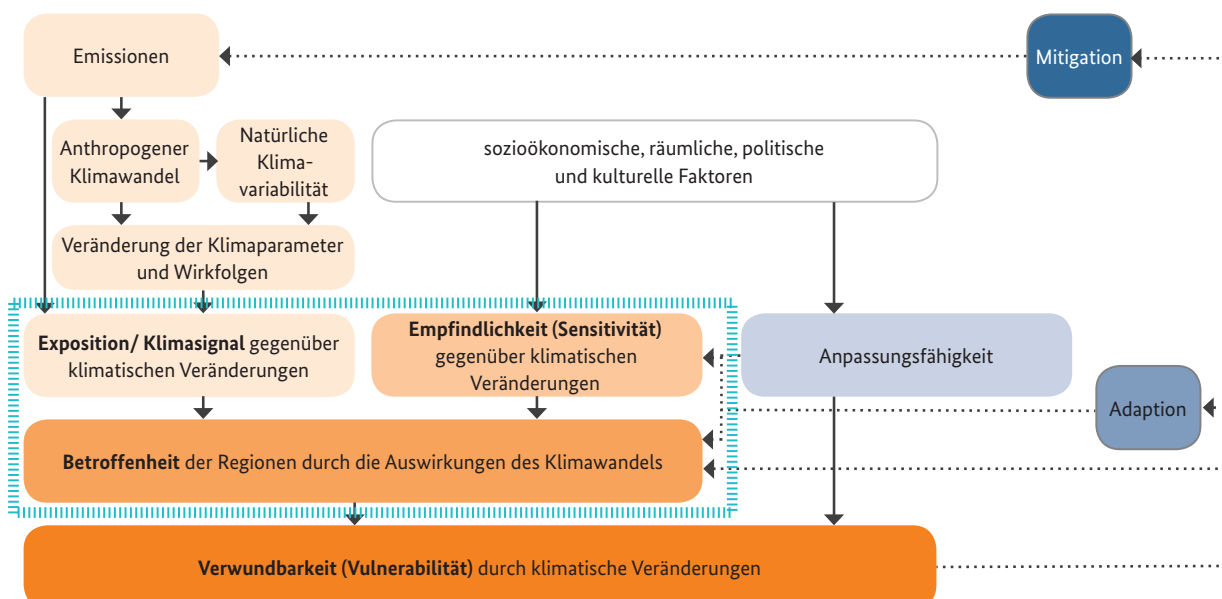 Emissionen
Mitigation
Anthropogener
Klimawandel
Natürliche
Klima-
variabilität
sozioökonomische, räumliche, politische
und kulturelle Faktoren
Veränderung der Klimaparameter
und Wirkfolgen
Exposition/ Klimasignal gegenüber
klimatischen Veränderungen
Empfindlichkeit (Sensitivität)
gegenüber klimatischen
Veränderungen
Anpassungsfähigkeit
Adaption
Betroffenheit der Regionen durch die Auswirkungen des Klimawandels
Verwundbarkeit (Vulnerabilität) durch klimatische Veränderungen